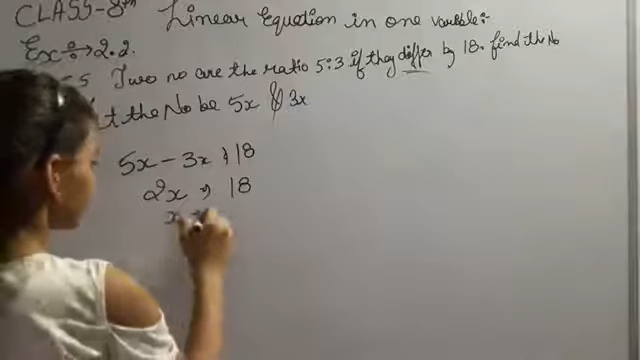 CLASS-8th Linear Equation in one variable:-
Ex÷→2.2.
5 Two no are the ratio 5:3 if they differ by 18. find the No
t the No be 5x & 3x
5x - 3x = 18
2x = 18
x =